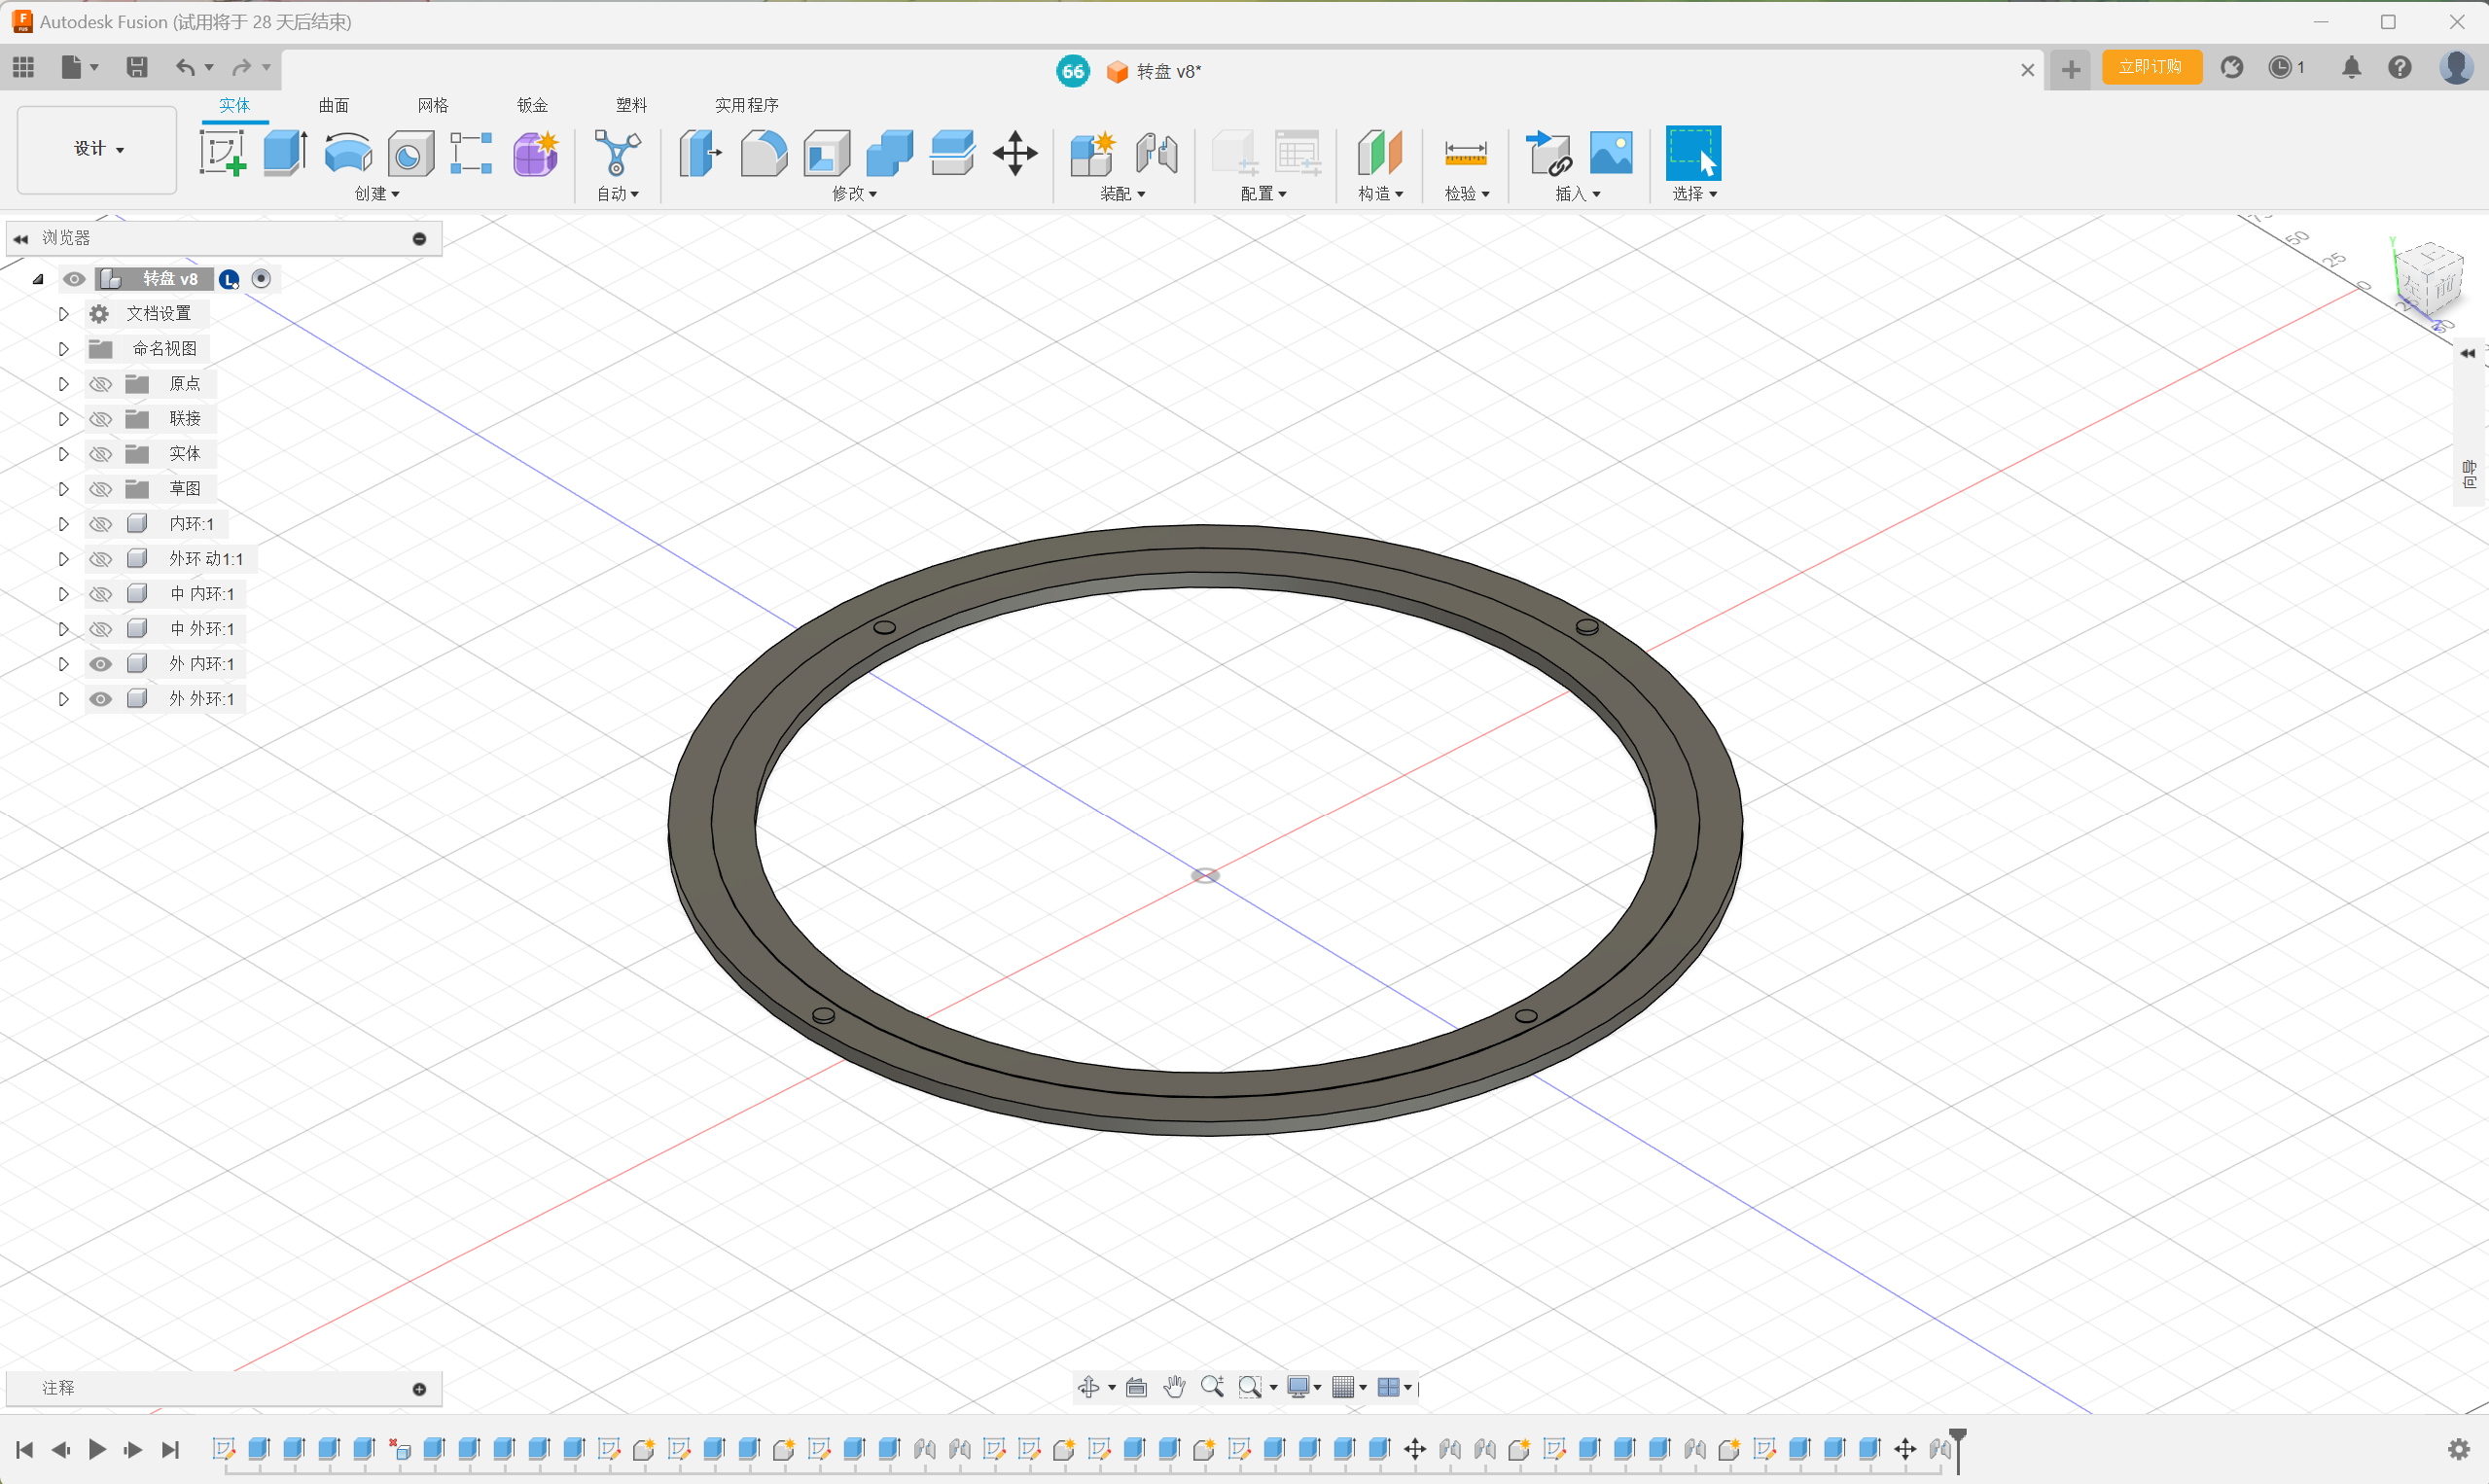 Autodesk Fusion (试用将于 28 天后结束)
66 转盘 v8*
立即订购
1
设计
实体 曲面 网格 钣金 塑料 实用程序
创建 自动 修改 装配 配置 构造 检验 插入 选择
浏览器
转盘 v8
文档设置
命名视图
原点
联接
实体
草图
内环:1
外环 动1:1
中 内环:1
中 外环:1
外 内环:1
外 外环:1
50
25
0
向导
注释